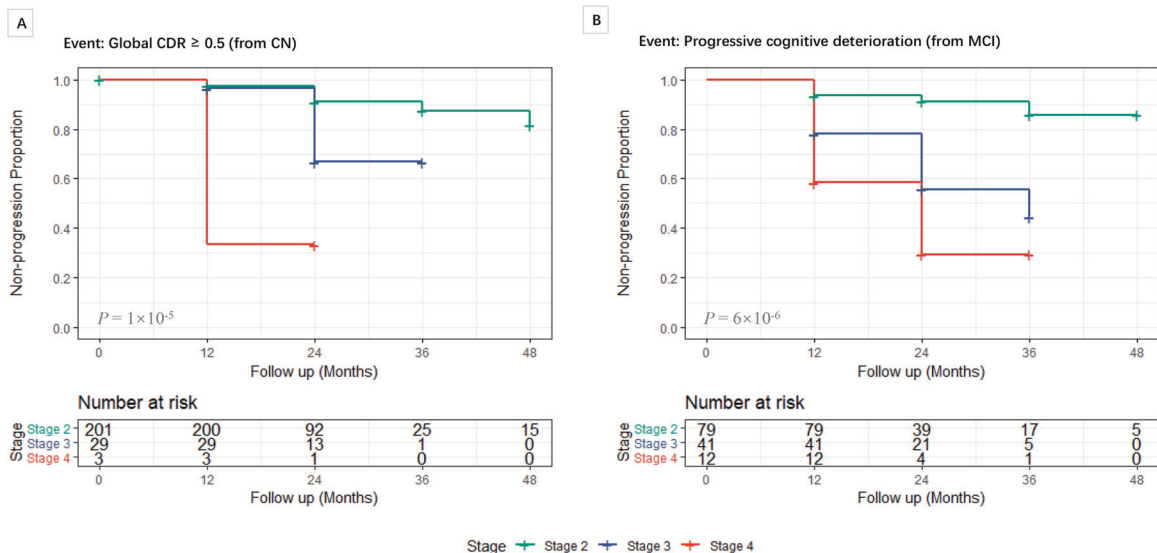 A
Event: Global CDR ≥ 0.5 (from CN)
Non-progression Proportion
1.0
0.8
0.6
0.4
0.2
0.0
P = 1×10-5
0 12 24 36 48
Follow up (Months)
Number at risk
Stage
Stage 2 201 200 92 25 15
Stage 3 29 29 13 1 0
Stage 4 3 3 1 0 0
0 12 24 36 48
Follow up (Months)
B
Event: Progressive cognitive deterioration (from MCI)
Non-progression Proportion
1.0
0.8
0.6
0.4
0.2
0.0
P = 6×10-6
0 12 24 36 48
Follow up (Months)
Number at risk
Stage
Stage 2 79 79 39 17 5
Stage 3 41 41 21 5 0
Stage 4 12 12 4 1 0
0 12 24 36 48
Follow up (Months)
Stage Stage 2 Stage 3 Stage 4